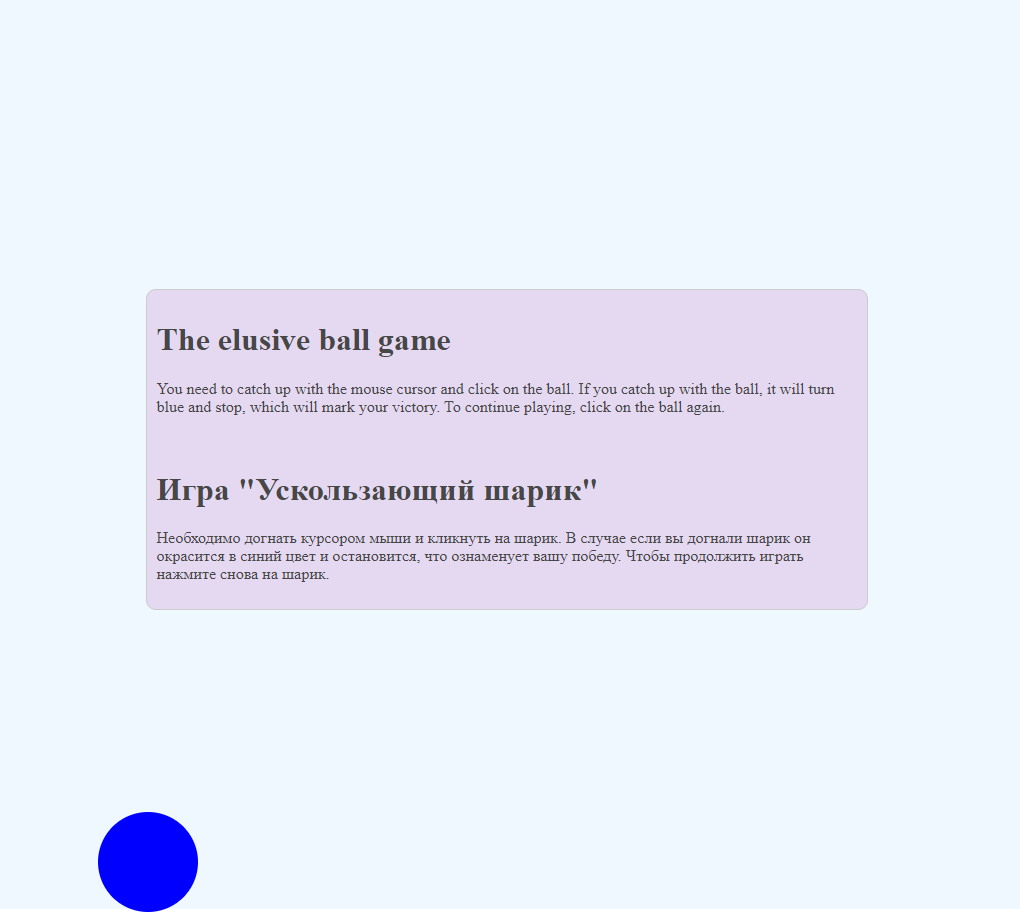 The elusive ball game
You need to catch up with the mouse cursor and click on the ball. If you catch up with the ball, it will turn
blue and stop, which will mark your victory. To continue playing, click on the ball again.
Игра "Ускользающий шарик"
Необходимо догнать курсором мыши и кликнуть на шарик. В случае если вы догнали шарик он
окрасится в синий цвет и остановится, что ознаменует вашу победу. Чтобы продолжить играть
нажмите снова на шарик.